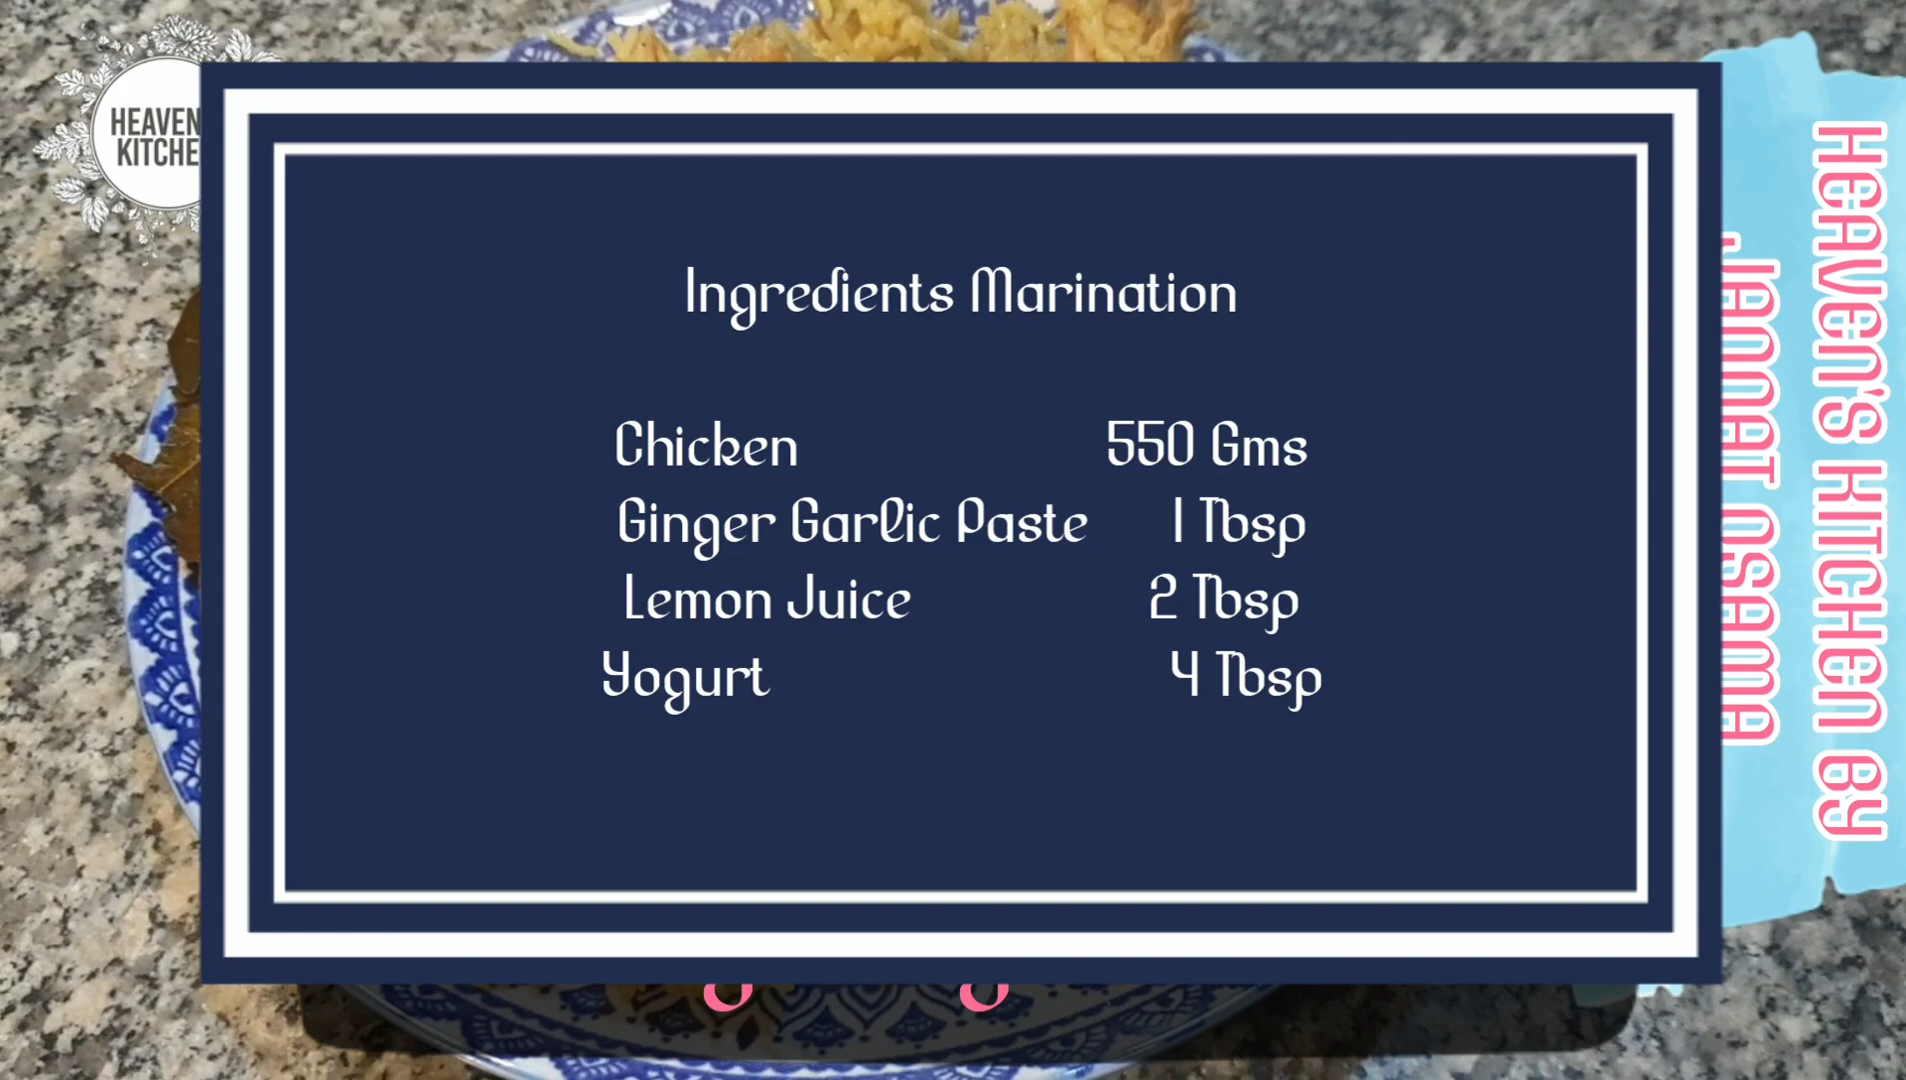 HEAVEN
KITCHE
Ingredients Marination
Chicken 550 Gms
Ginger Garlic Paste 1 Tbsp
Lemon Juice 2 Tbsp
Yogurt 4 Tbsp
HEAVEN'S KITCHEN BY
JANNAT OSAMA